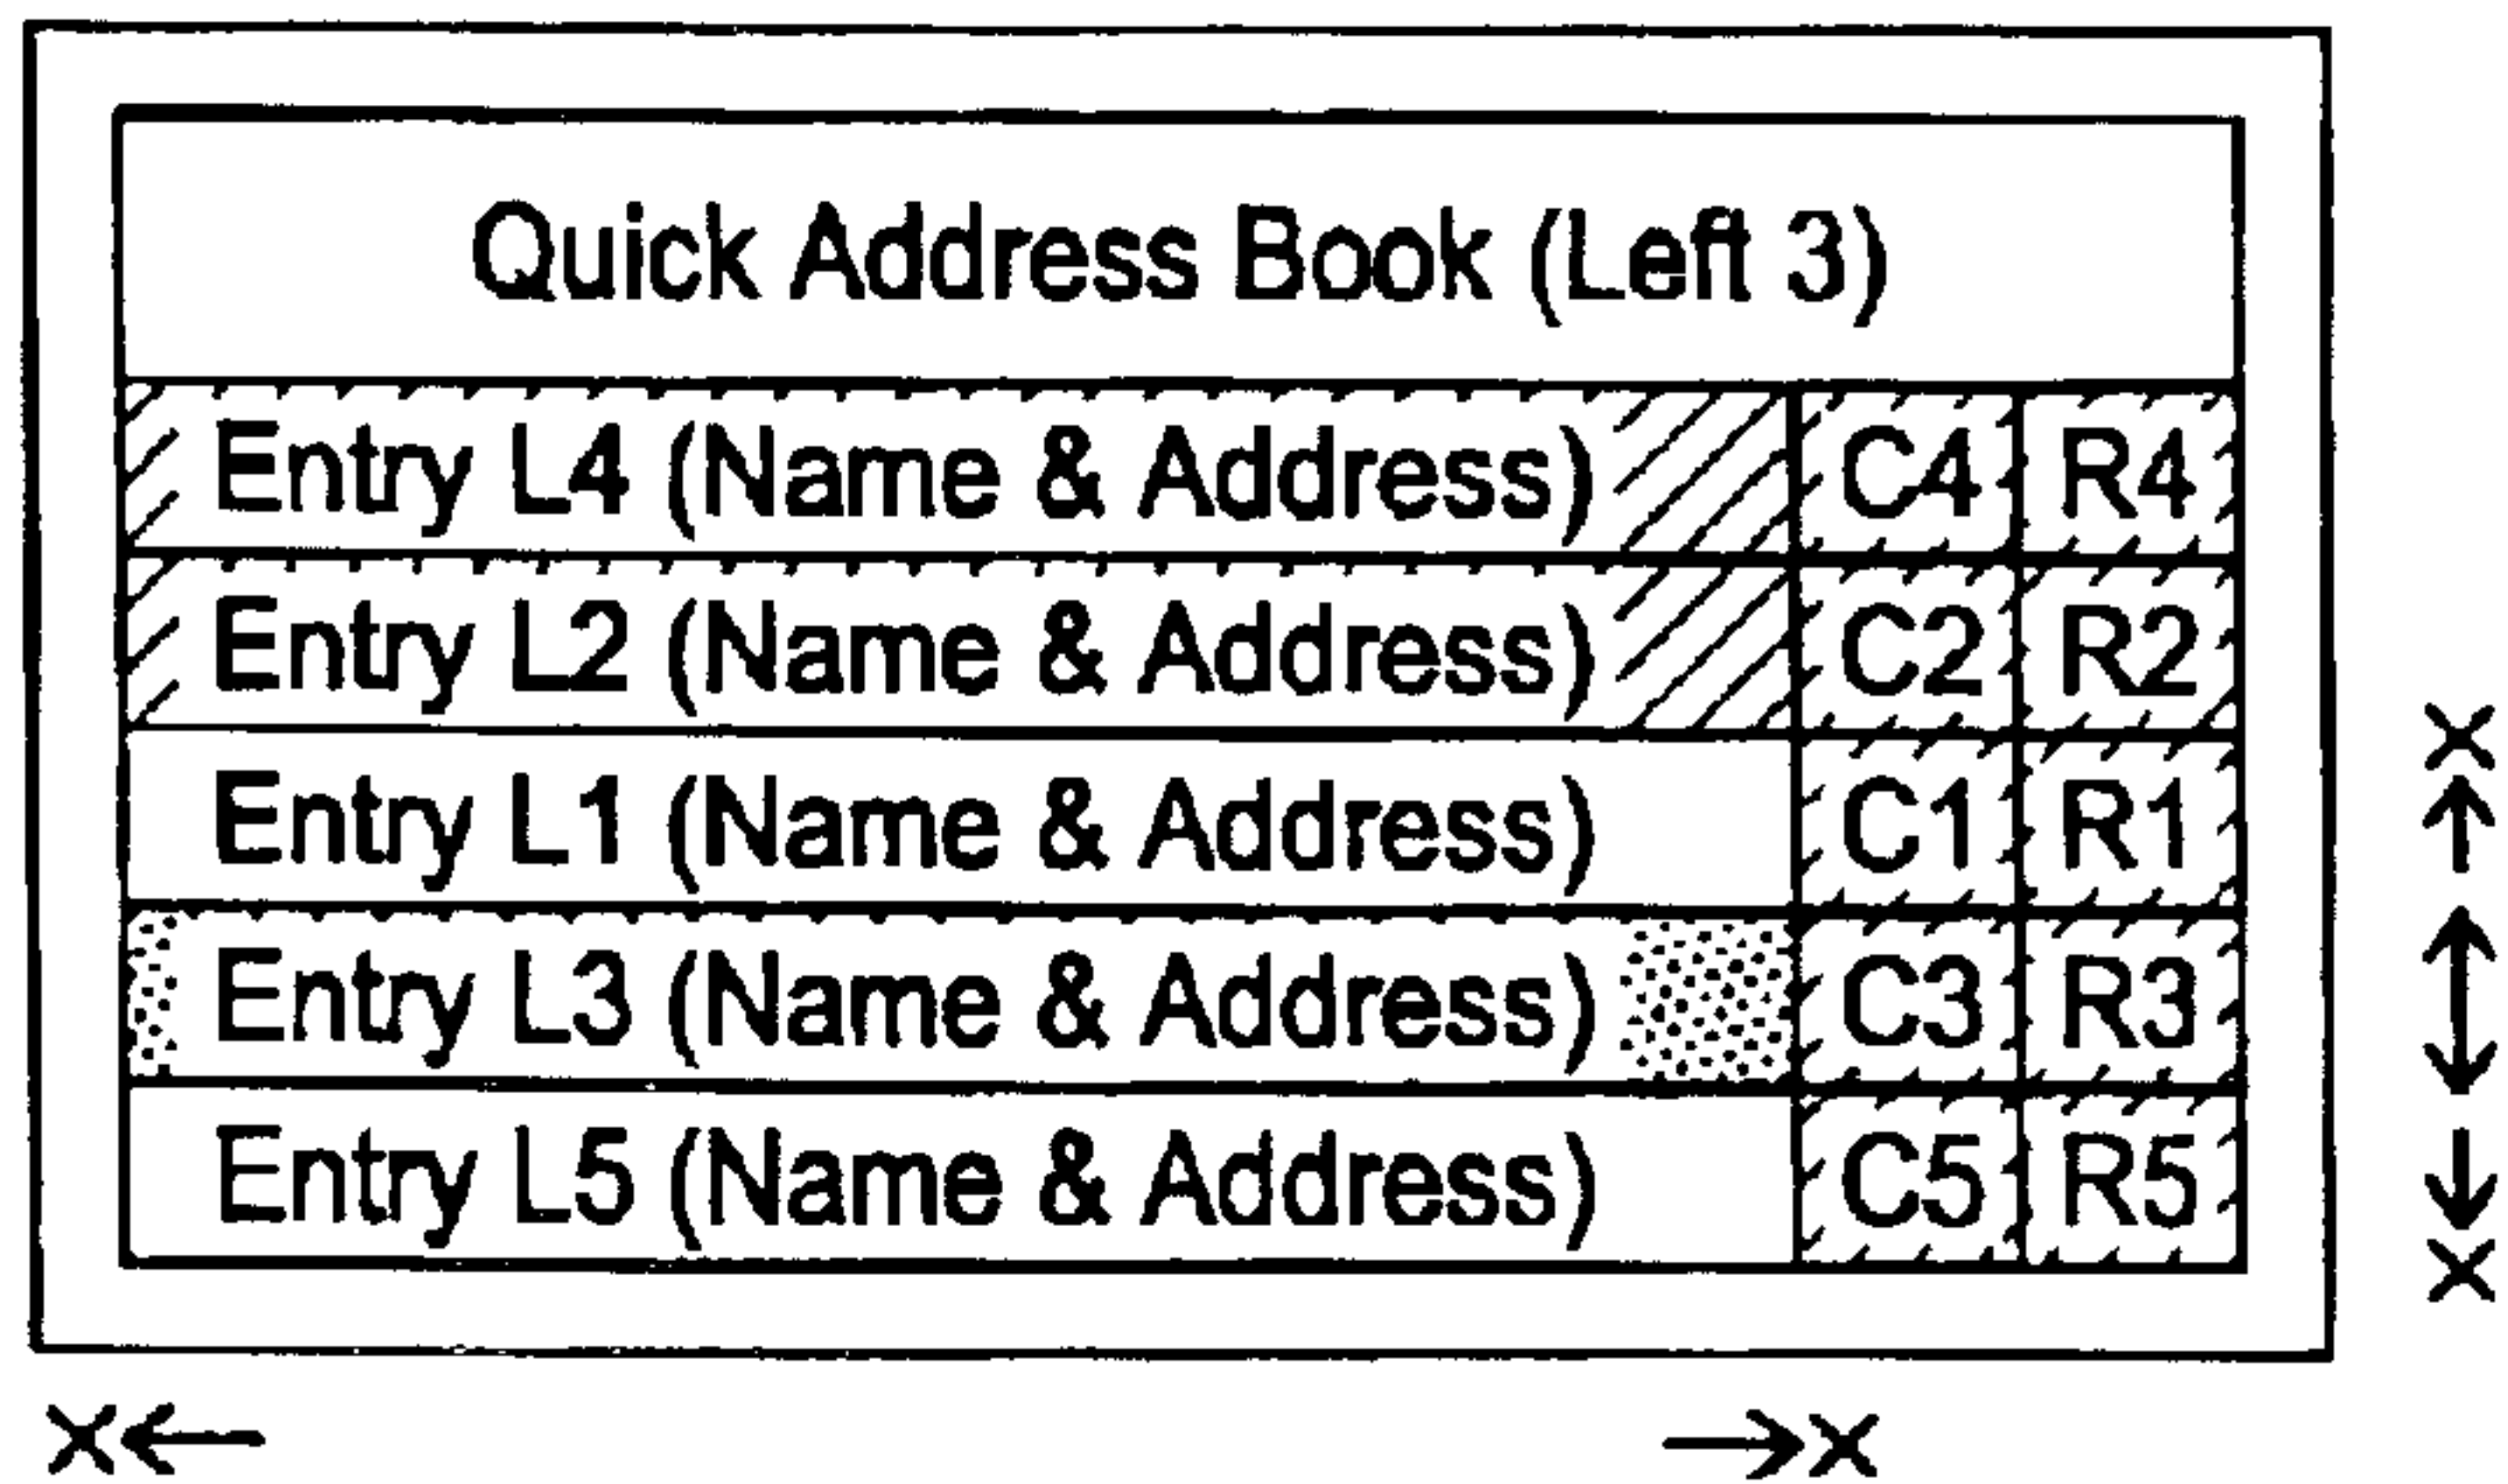 Quick Address Book (Left 3)
Entry L4 (Name & Address) C4 R4
Entry L2 (Name & Address) C2 R2
Entry L1 (Name & Address) C1 R1
Entry L3 (Name & Address) C3 R3
Entry L5 (Name & Address) C5 R5